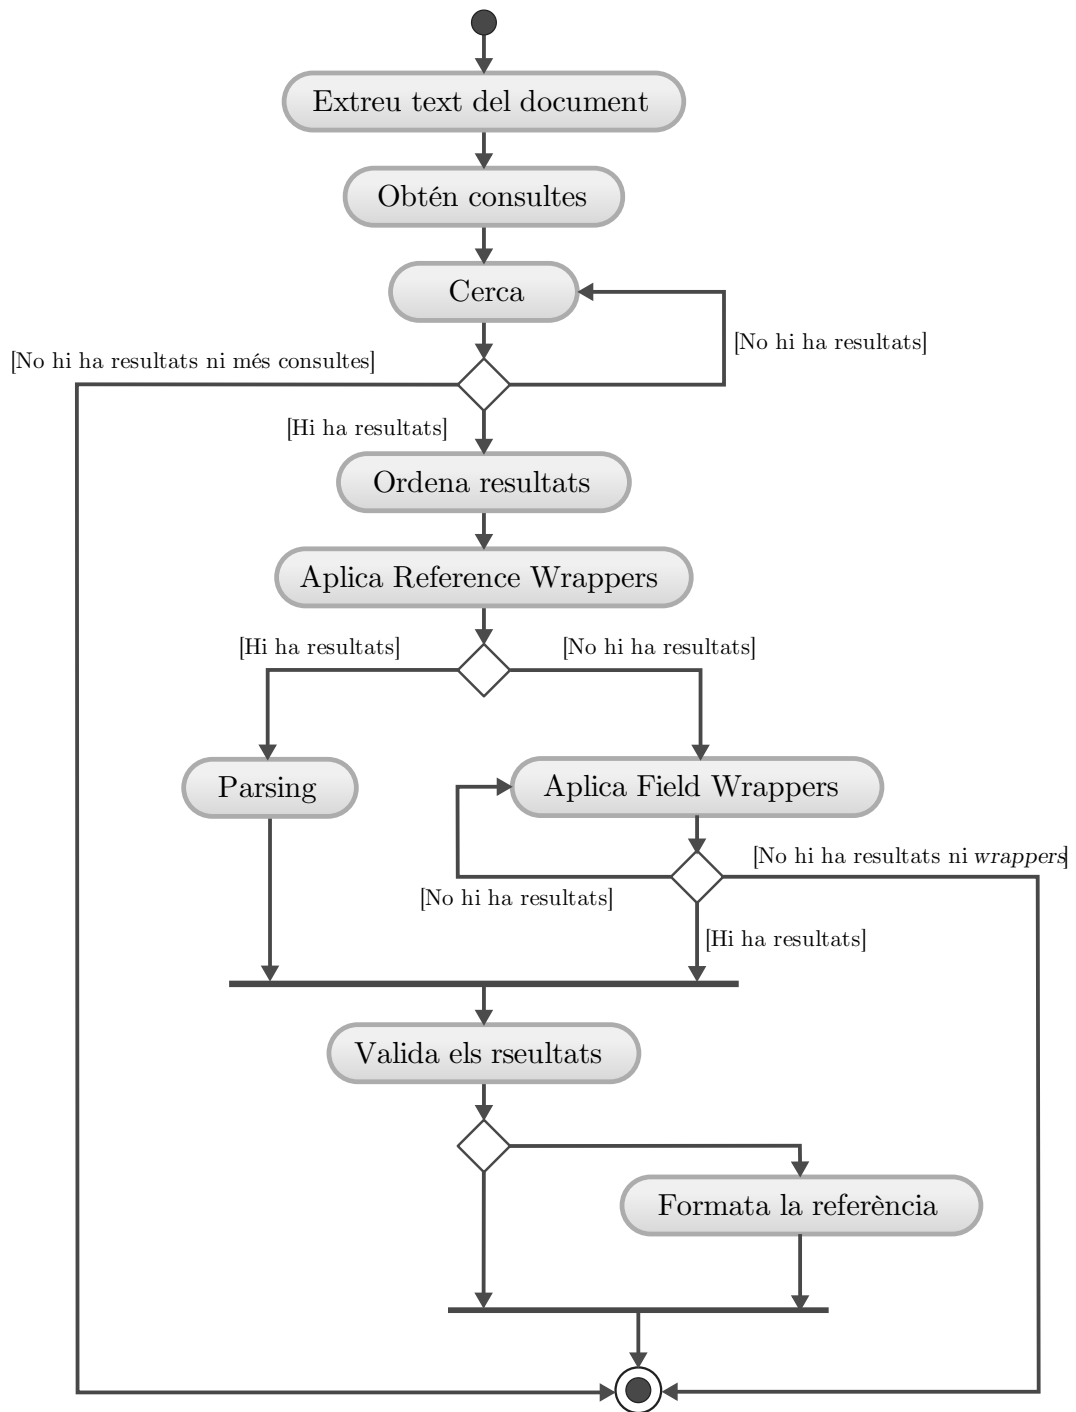 Extreu text del document
Obtén consultes
Cerca
[No hi ha resultats]
[No hi ha resultats ni més consultes]
[Hi ha resultats]
Ordena resultats
Aplica Reference Wrappers
[Hi ha resultats]
[No hi ha resultats]
Parsing
Aplica Field Wrappers
[No hi ha resultats ni wrappers]
[No hi ha resultats]
[Hi ha resultats]
Valida els rseultats
Formata la referència